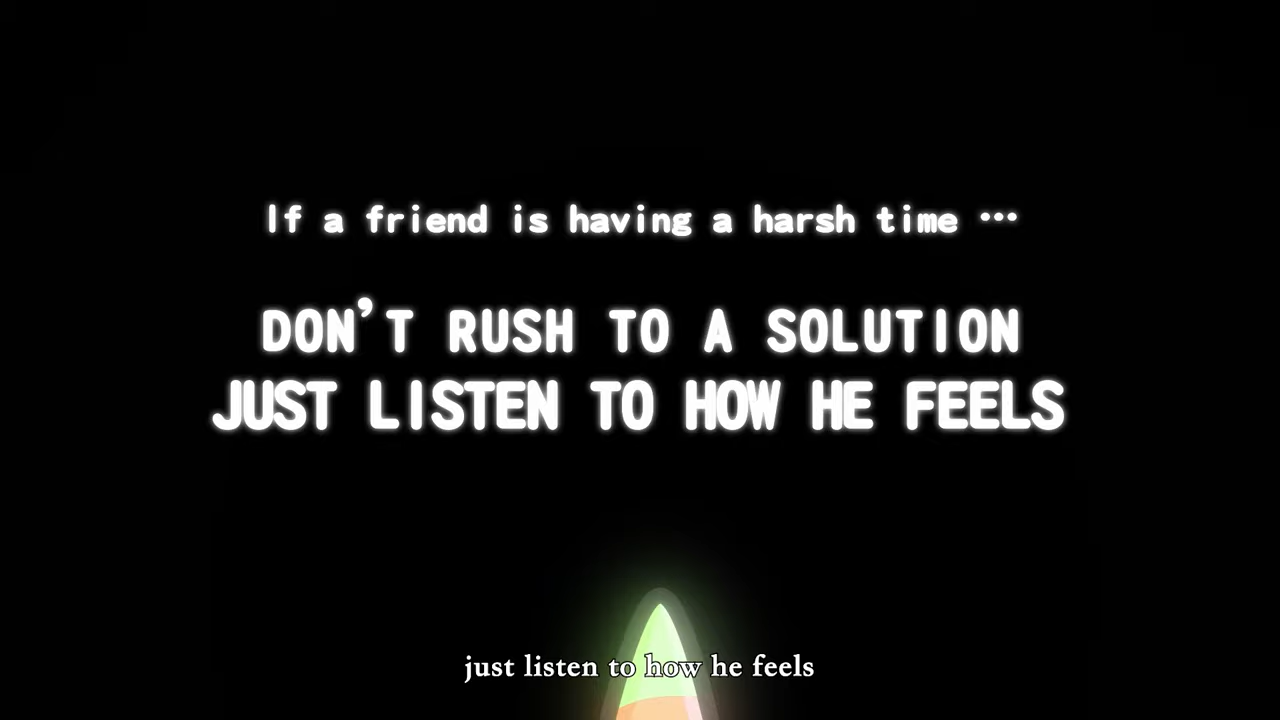 If a friend is having a harsh time …
DON’T RUSH TO A SOLUTION
JUST LISTEN TO HOW HE FEELS
just listen to how he feels